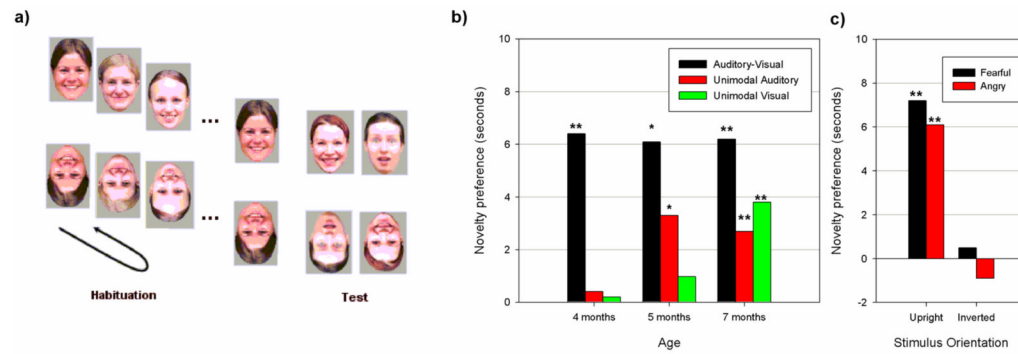 a)
...
...
Habituation
Test
b)
10
8
6
4
2
0
Novelty preference (seconds)
Auditory-Visual
Unimodal Auditory
Unimodal Visual
**
*
*
**
**
**
4 months
5 months
7 months
Age
c)
10
8
6
4
2
0
-2
Novelty preference (seconds)
Fearful
Angry
**
**
Upright
Inverted
Stimulus Orientation